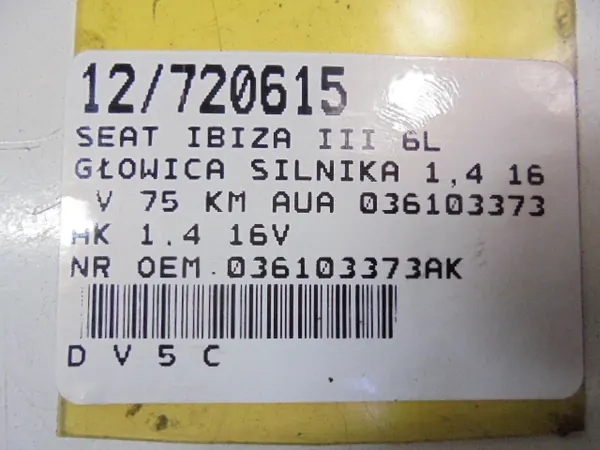 12/720615
SEAT IBIZA III 6L
GŁOWICA SILNIKA 1,4 16
V 75 KM AUA 036103373
AK 1.4 16V
NR OEM 036103373AK
D V 5 C